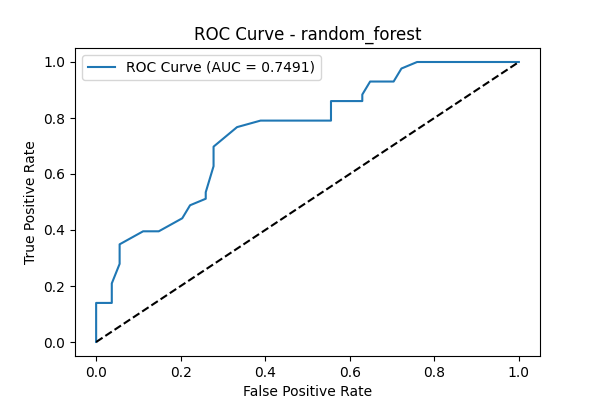 ROC Curve - random_forest
ROC Curve (AUC = 0.7491)
True Positive Rate
1.0
0.8
0.6
0.4
0.2
0.0
0.0 0.2 0.4 0.6 0.8 1.0
False Positive Rate